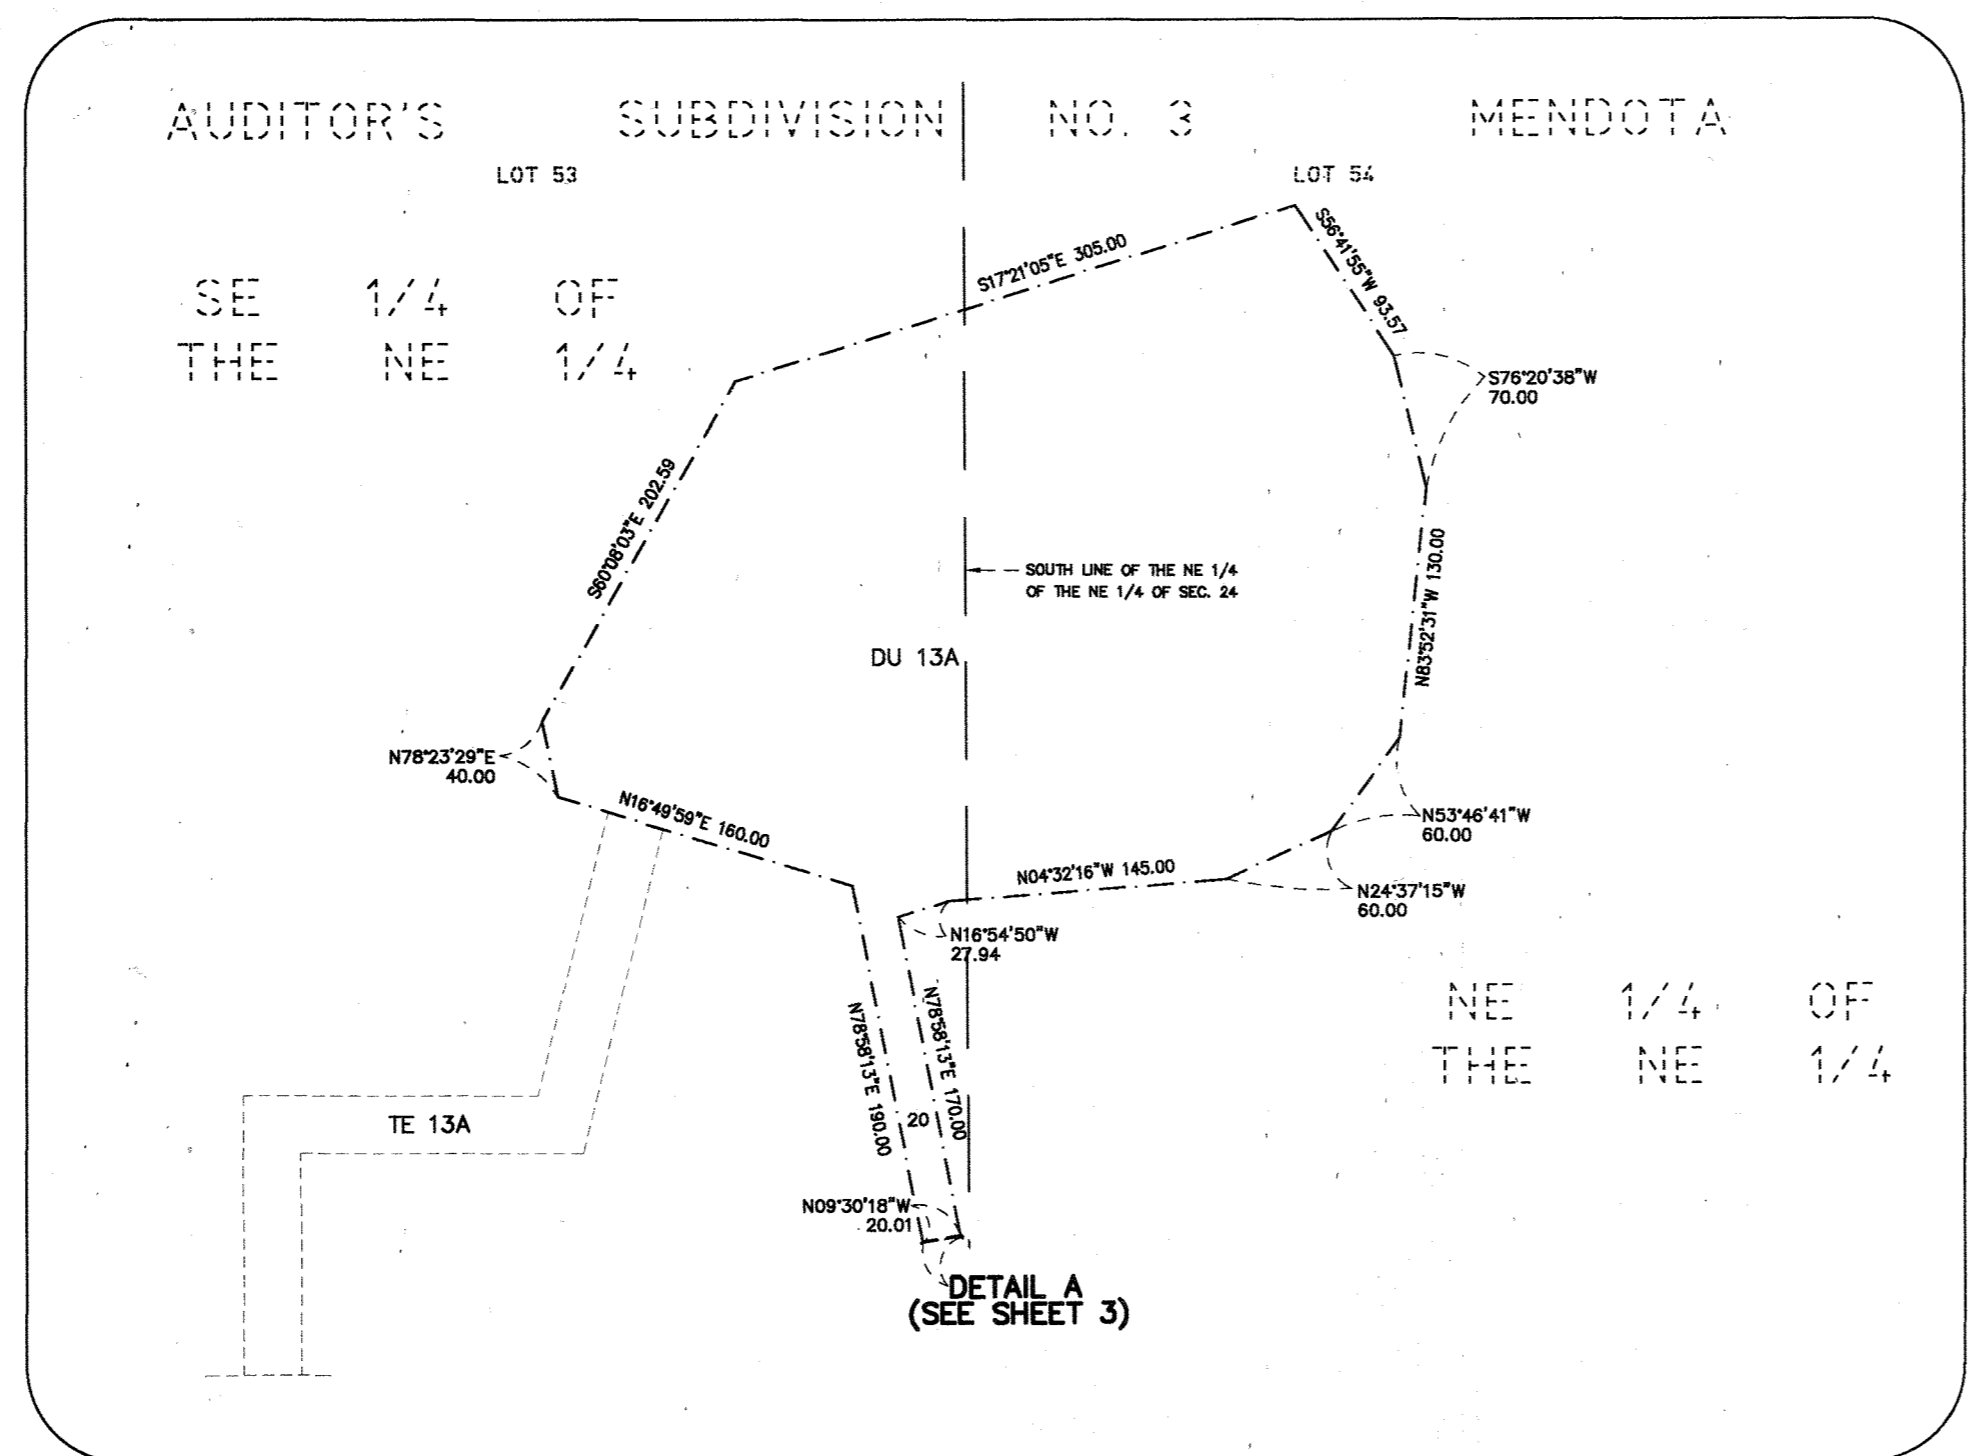 AUDITOR'S SUBDIVISION NO. 3 MENDOTA
LOT 53
LOT 54
SE 1/4 OF
THE NE 1/4
S17°21'05"E 305.00
S56°41'55"W 93.57
S76°20'38"W
70.00
S60°08'03"E 202.59
SOUTH LINE OF THE NE 1/4
OF THE NE 1/4 OF SEC. 24
N83°52'31"W 130.00
DU 13A
N78°23'29"E
40.00
N16°49'59"E 160.00
N53°46'41"W
60.00
N04°32'16"W 145.00
N24°37'15"W
60.00
N16°54'50"W
27.94
NE 1/4 OF
THE NE 1/4
N78°58'13"E 190.00
N78°58'13"E 170.00
20
TE 13A
N09°30'18"W
20.01
DETAIL A
(SEE SHEET 3)